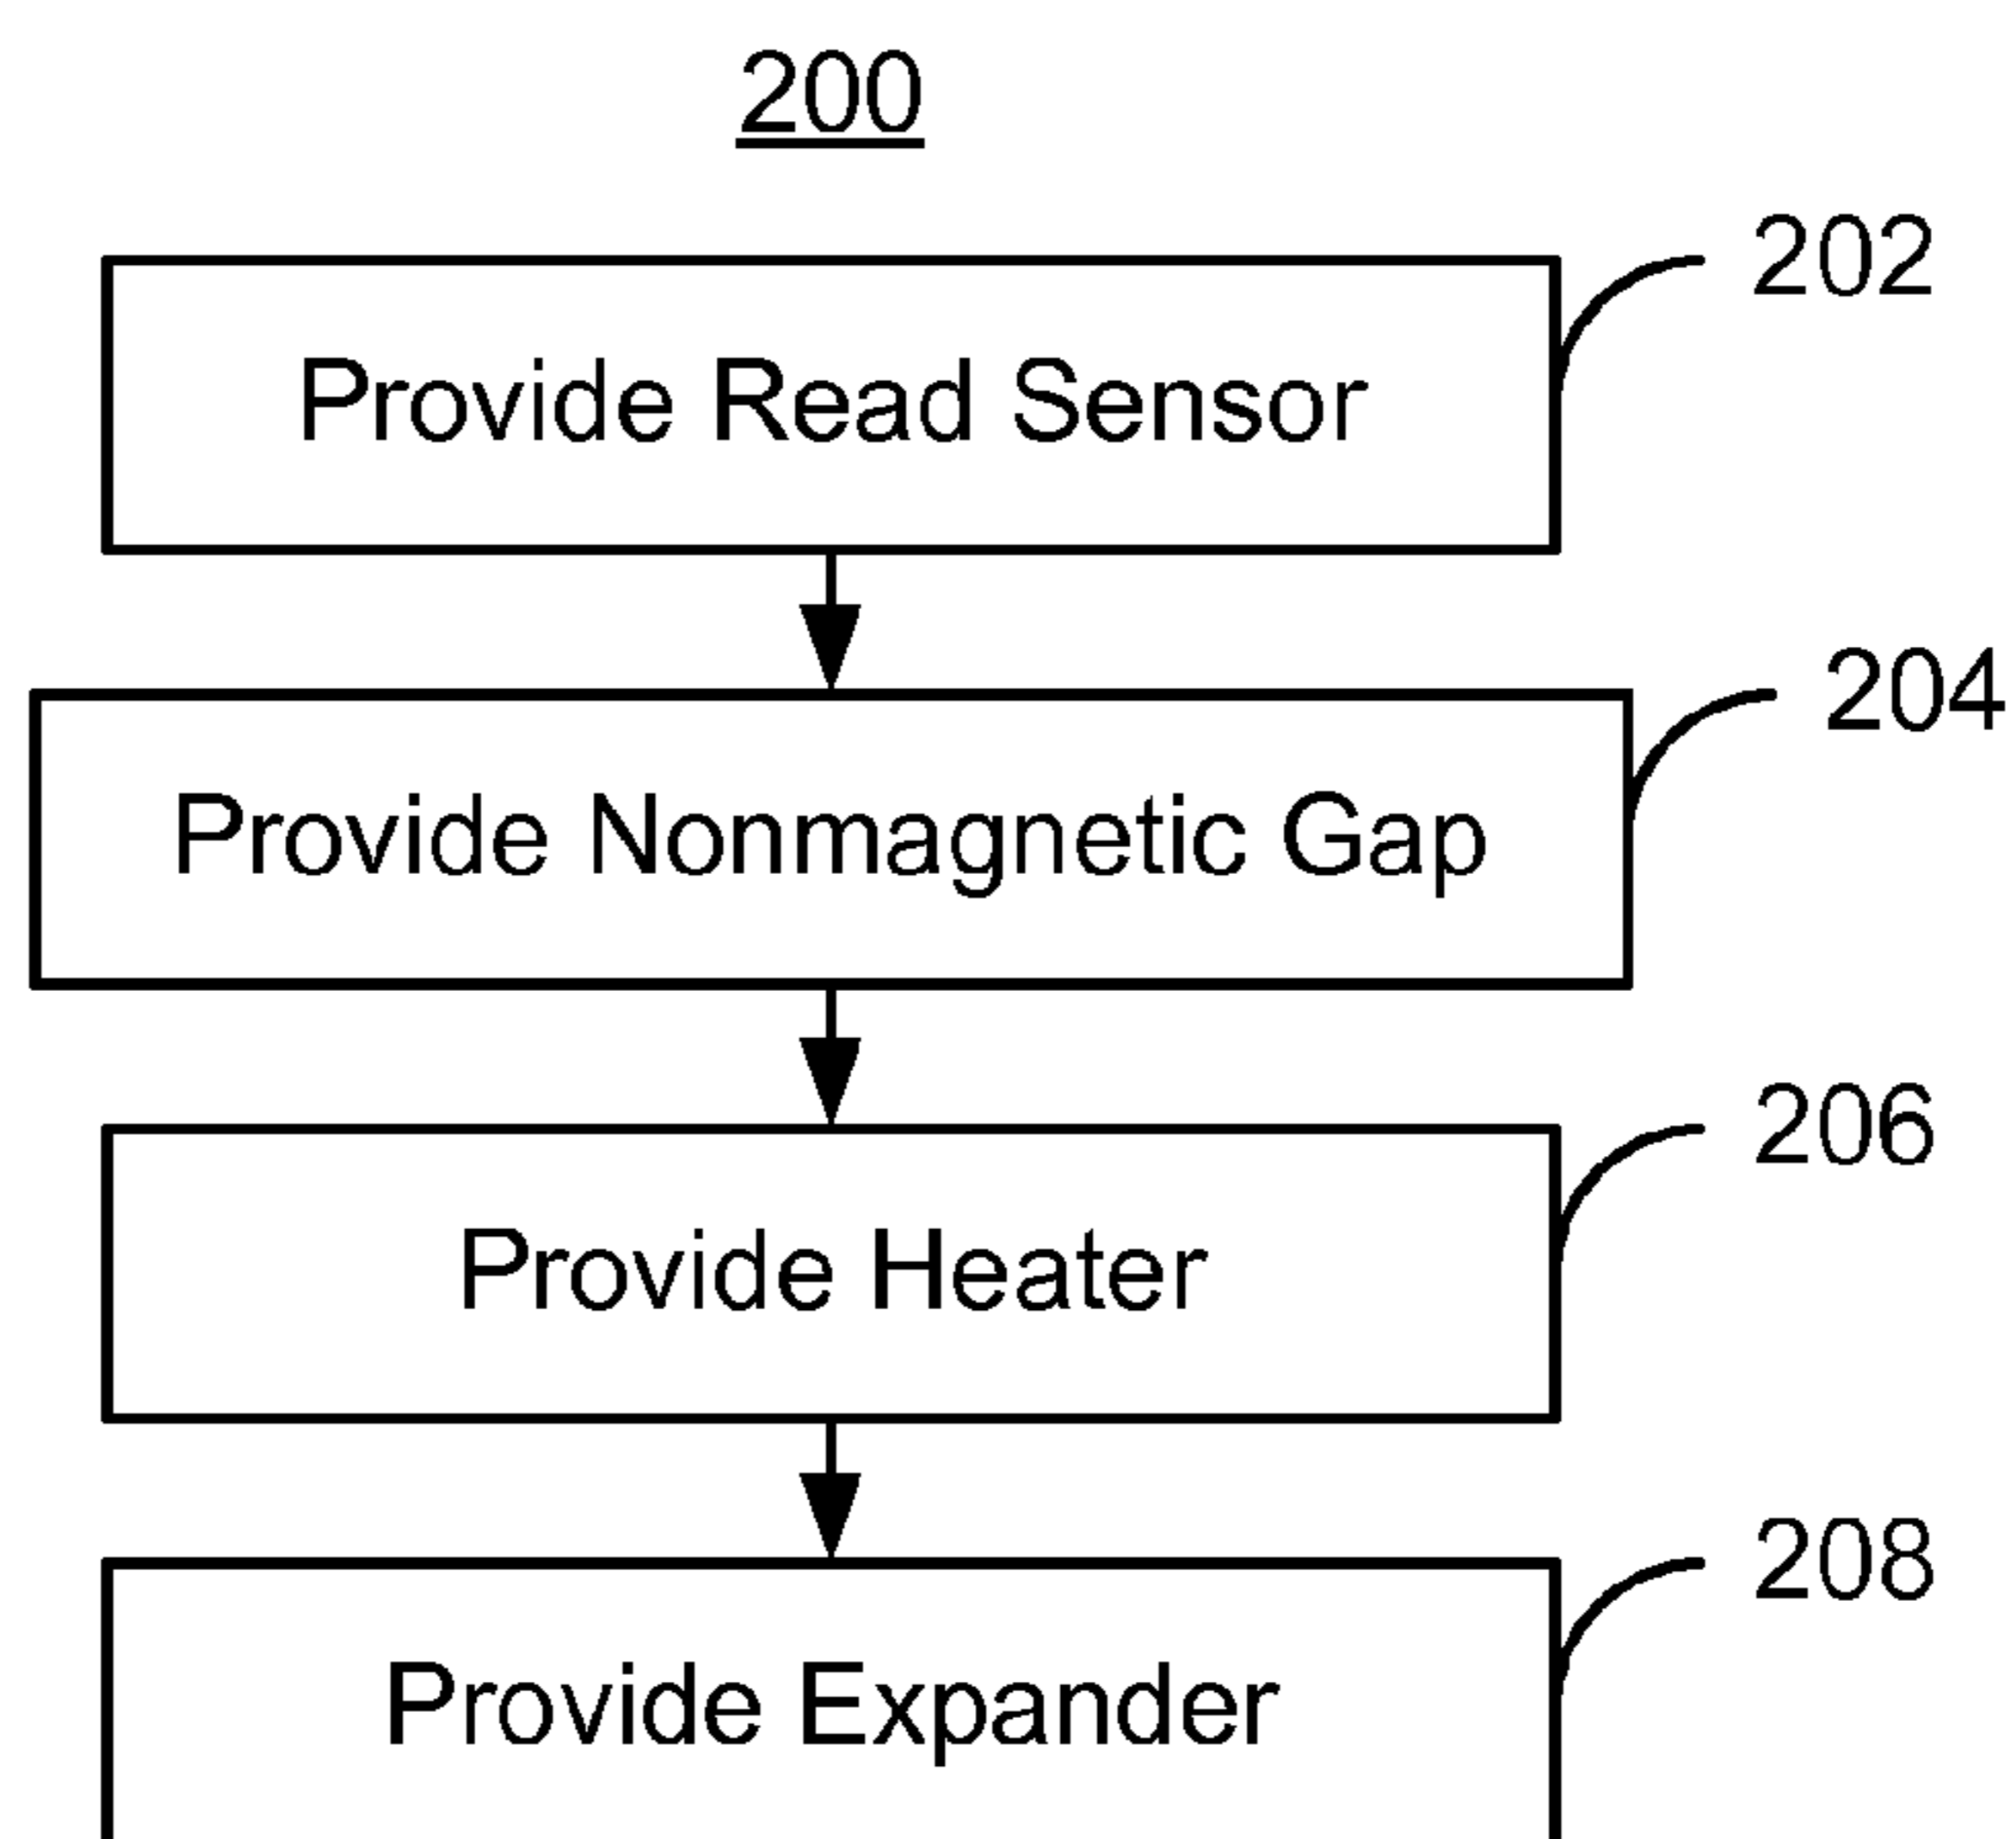 200
202
Provide Read Sensor
204
Provide Nonmagnetic Gap
206
Provide Heater
208
Provide Expander